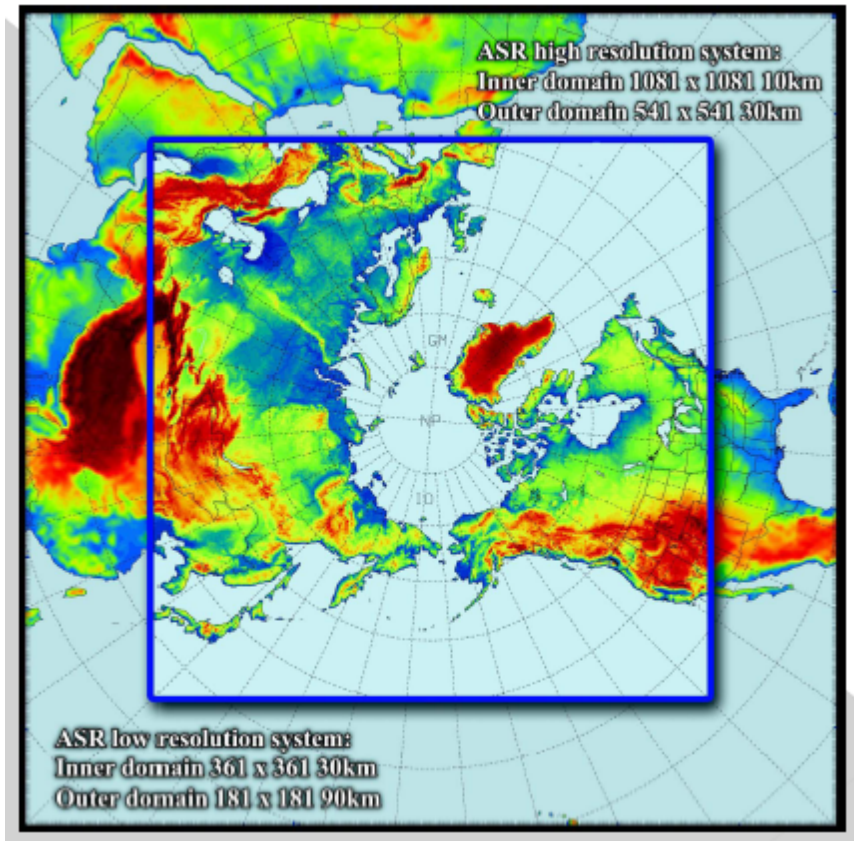 ASR high resolution system:
Inner domain 1081 x 1081 10km
Outer domain 541 x 541 30km
GM
NP
ID
ASR low resolution system:
Inner domain 361 x 361 30km
Outer domain 181 x 181 90km